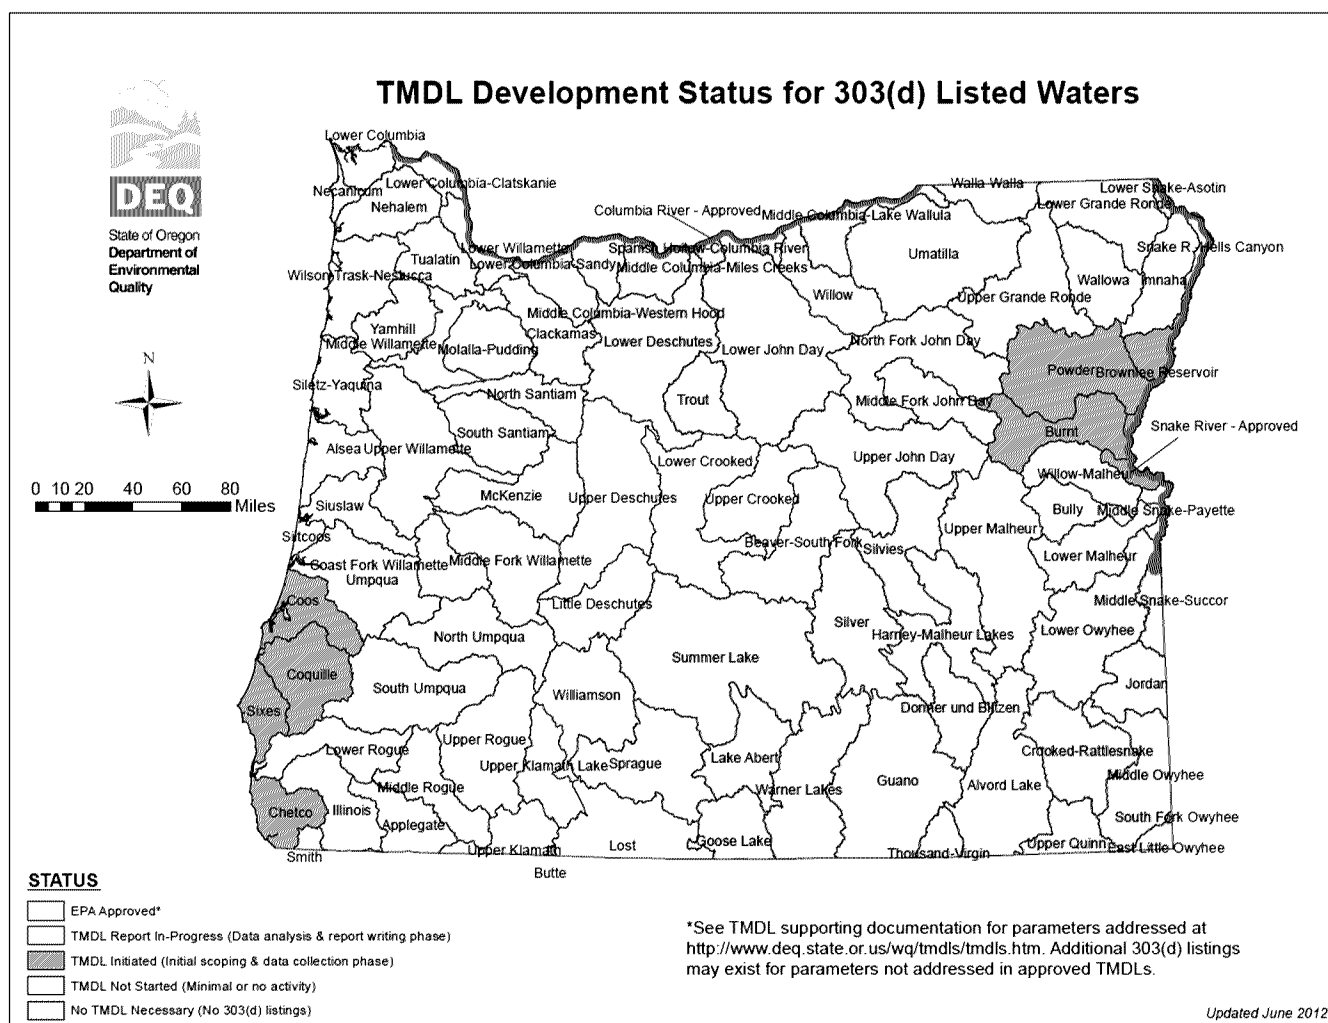 TMDL Development Status for 303(d) Listed Waters
DEQ
State of Oregon
Department of
Environmental
Quality
N
0 10 20 40 60 80
Miles
Lower Columbia
Necanicum
Lower Columbia-Clatskanie
Nehalem
Columbia River - Approved
Middle Columbia-Lake Wallula
Walla Walla
Lower Snake-Asotin
Lower Grande Ronde
Snake R. Hells Canyon
Lower Willamette
Spanish Hollow-Columbia River
Umatilla
Tualatin
Lower Columbia-Sandy
Middle Columbia-Miles Creeks
Wilson Trask-Nestucca
Willow
Wallowa
Imnaha
Upper Grande Ronde
Middle Columbia-Western Hood
Yamhill
Clackamas
Middle Willamette
Molalla-Pudding
Lower Deschutes
Lower John Day
North Fork John Day
Powder
Brownlee Reservoir
Siletz-Yaquina
North Santiam
Trout
Middle Fork John Day
South Santiam
Burnt
Snake River - Approved
Alsea
Upper Willamette
Lower Crooked
Upper John Day
Willow-Malheur
McKenzie
Upper Deschutes
Upper Crooked
Siuslaw
Bully
Middle Snake-Payette
Upper Malheur
Siltcoos
Beaver-South Fork
Silvies
Lower Malheur
Coast Fork Willamette
Middle Fork Willamette
Umpqua
Coos
Little Deschutes
Middle Snake-Succor
Silver
Lower Owyhee
North Umpqua
Harney-Malheur Lakes
Summer Lake
Coquille
South Umpqua
Williamson
Jordan
Sixes
Donner und Blitzen
Upper Rogue
Lower Rogue
Crooked-Rattlesnake
Upper Klamath Lake
Sprague
Lake Abert
Middle Owyhee
Middle Rogue
Warner Lakes
Guano
Alvord Lake
Chetco
Illinois
Applegate
South Fork Owyhee
Lost
Goose Lake
Upper Quinn
East Little Owyhee
Smith
Upper Klamath
Thousand-Virgin
Butte
STATUS
EPA Approved*
TMDL Report In-Progress (Data analysis & report writing phase)
TMDL Initiated (Initial scoping & data collection phase)
TMDL Not Started (Minimal or no activity)
No TMDL Necessary (No 303(d) listings)
*See TMDL supporting documentation for parameters addressed at
http://www.deq.state.or.us/wq/tmdls/tmdls.htm. Additional 303(d) listings
may exist for parameters not addressed in approved TMDLs.
Updated June 2012